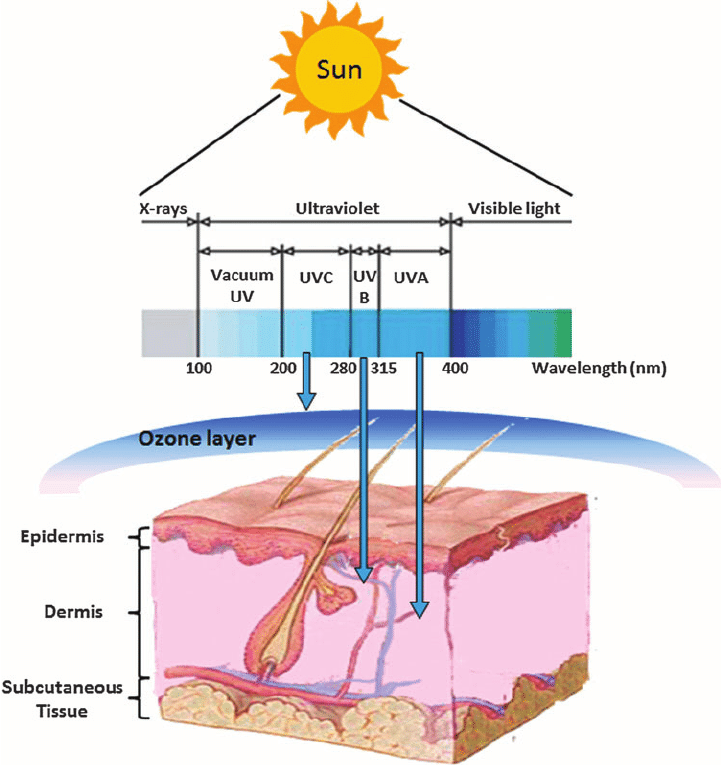 Sun
X-rays Ultraviolet Visible light
Vacuum UV UVC UV B UVA
100 200 280 315 400 Wavelength (nm)
Ozone layer
Epidermis
Dermis
Subcutaneous
Tissue